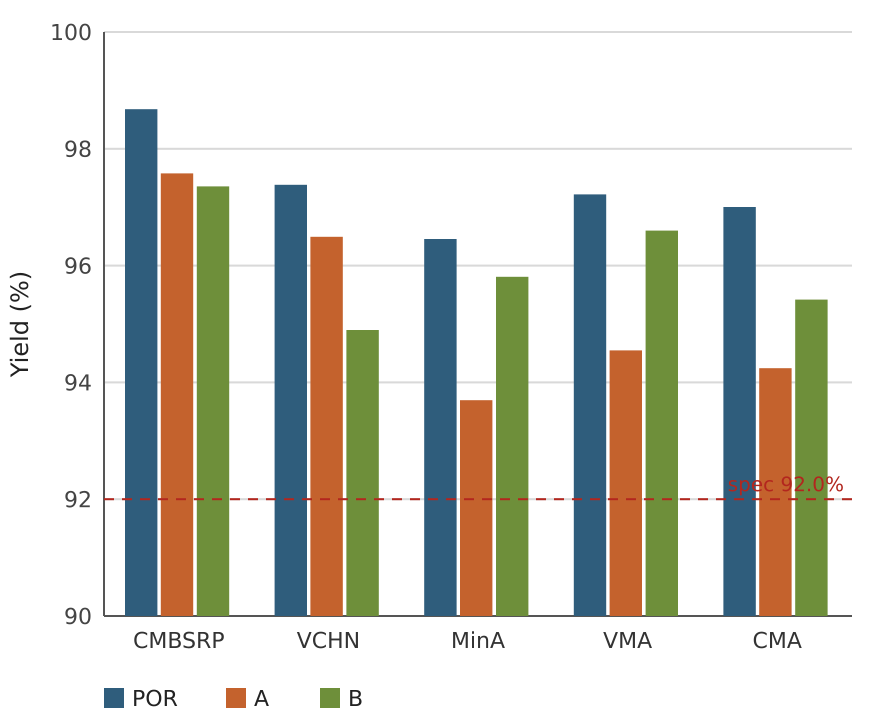 100
98
96
94
92
90
Yield (%)
spec 92.0%
CMBSRP VCHN MinA VMA CMA
POR A B